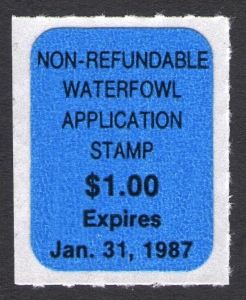 NON-REFUNDABLE
WATERFOWL
APPLICATION
STAMP
$1.00
Expires
Jan. 31, 1987